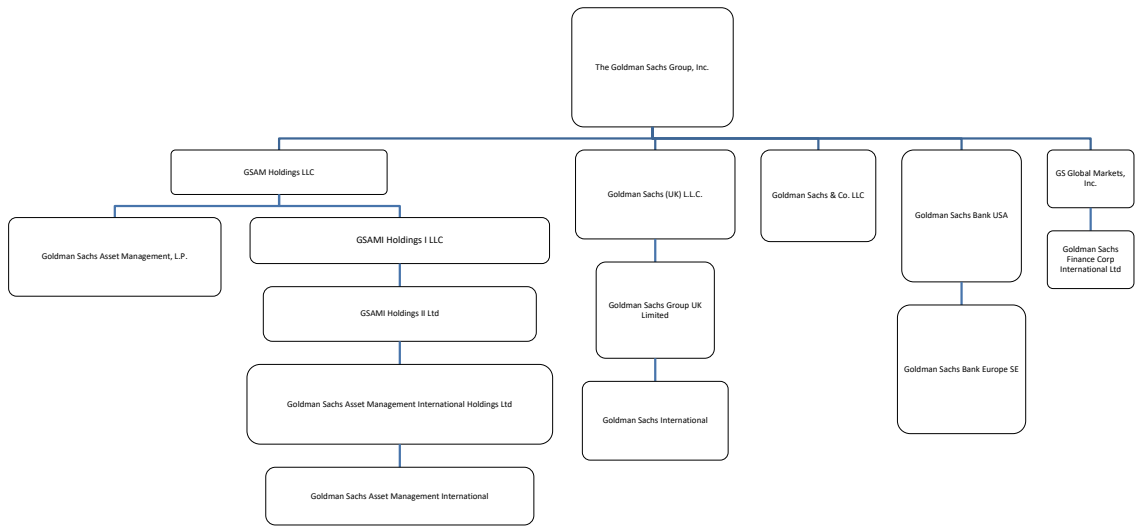 The Goldman Sachs Group, Inc.
GSAM Holdings LLC
Goldman Sachs (UK) L.L.C.
Goldman Sachs & Co. LLC
Goldman Sachs Bank USA
GS Global Markets,
Inc.
Goldman Sachs Asset Management, L.P.
GSAMI Holdings I LLC
Goldman Sachs
Finance Corp
International Ltd
GSAMI Holdings II Ltd
Goldman Sachs Group UK
Limited
Goldman Sachs Bank Europe SE
Goldman Sachs Asset Management International Holdings Ltd
Goldman Sachs International
Goldman Sachs Asset Management International